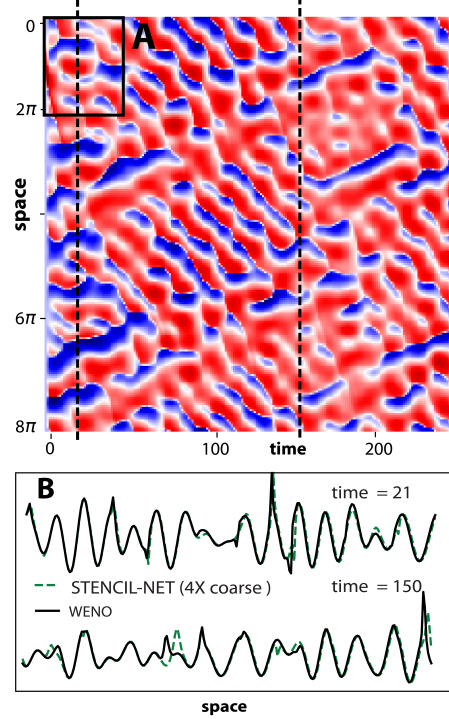 0
A
2π
space
6π
8π
0
100
time
200
B
time = 21
STENCIL-NET (4X coarse )
time = 150
WENO
space